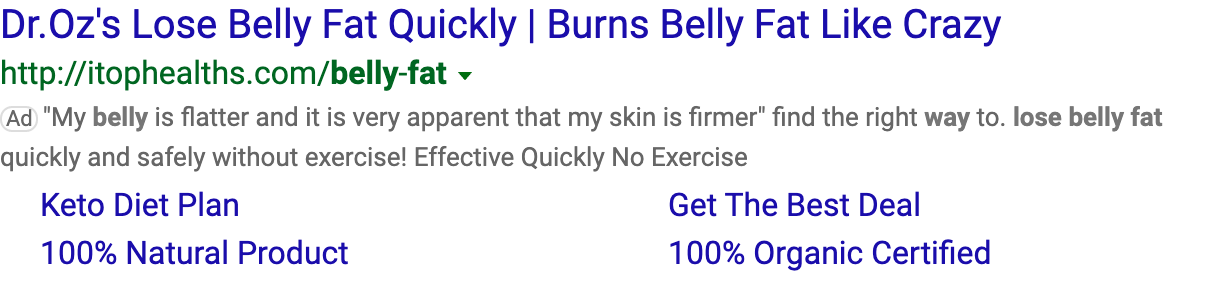 Dr.Oz's Lose Belly Fat Quickly | Burns Belly Fat Like Crazy
http://itophealths.com/belly-fat
Ad "My belly is flatter and it is very apparent that my skin is firmer" find the right way to. lose belly fat
quickly and safely without exercise! Effective Quickly No Exercise
Keto Diet Plan Get The Best Deal
100% Natural Product 100% Organic Certified